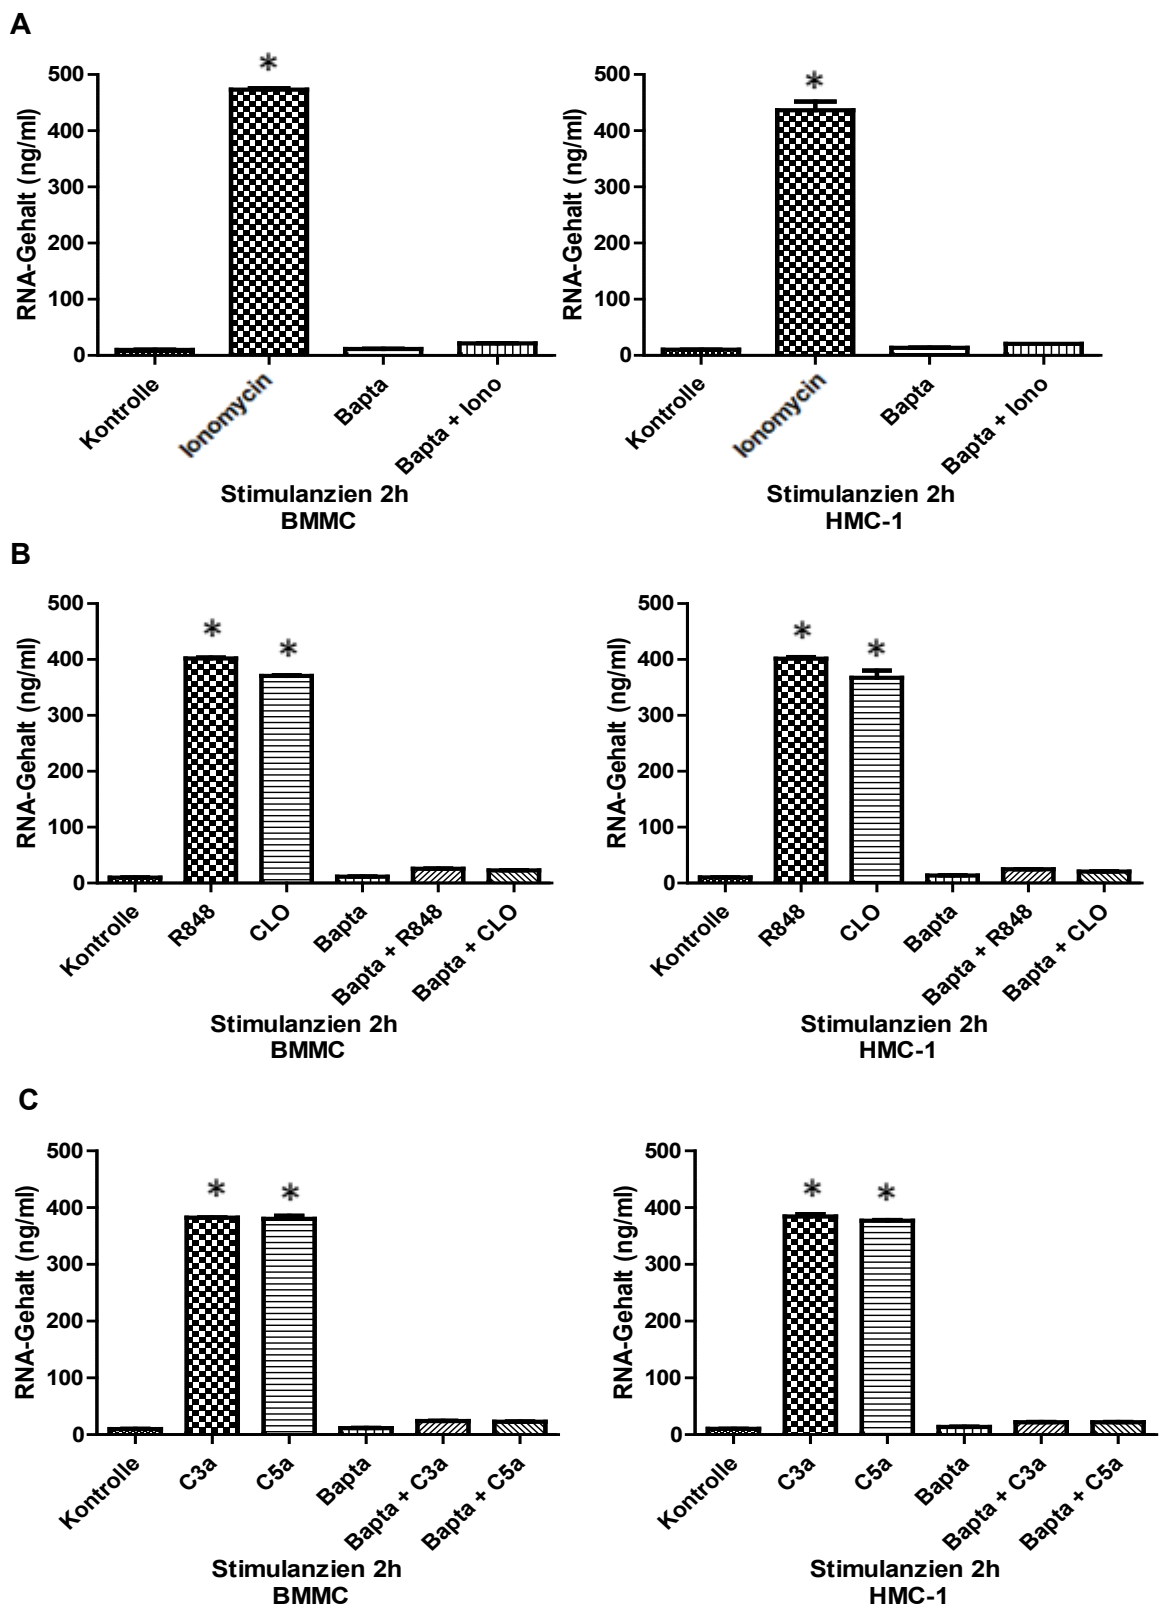 A
*
*
500
400
300
200
100
0
RNA-Gehalt (ng/ml)
Kontrolle
Ionomycin
Bapta
Bapta + Iono
Stimulanzien 2h
BMMC
500
400
300
200
100
0
RNA-Gehalt (ng/ml)
Kontrolle
Ionomycin
Bapta
Bapta + Iono
Stimulanzien 2h
HMC-1
B
*
*
500
400
300
200
100
0
RNA-Gehalt (ng/ml)
Kontrolle
R848
CLO
Bapta
Bapta + R848
Bapta + CLO
Stimulanzien 2h
BMMC
*
*
500
400
300
200
100
0
RNA-Gehalt (ng/ml)
Kontrolle
R848
CLO
Bapta
Bapta + R848
Bapta + CLO
Stimulanzien 2h
HMC-1
C
*
*
500
400
300
200
100
0
RNA-Gehalt (ng/ml)
Kontrolle
C3a
C5a
Bapta
Bapta + C3a
Bapta + C5a
Stimulanzien 2h
BMMC
*
*
500
400
300
200
100
0
RNA-Gehalt (ng/ml)
Kontrolle
C3a
C5a
Bapta
Bapta + C3a
Bapta + C5a
Stimulanzien 2h
HMC-1